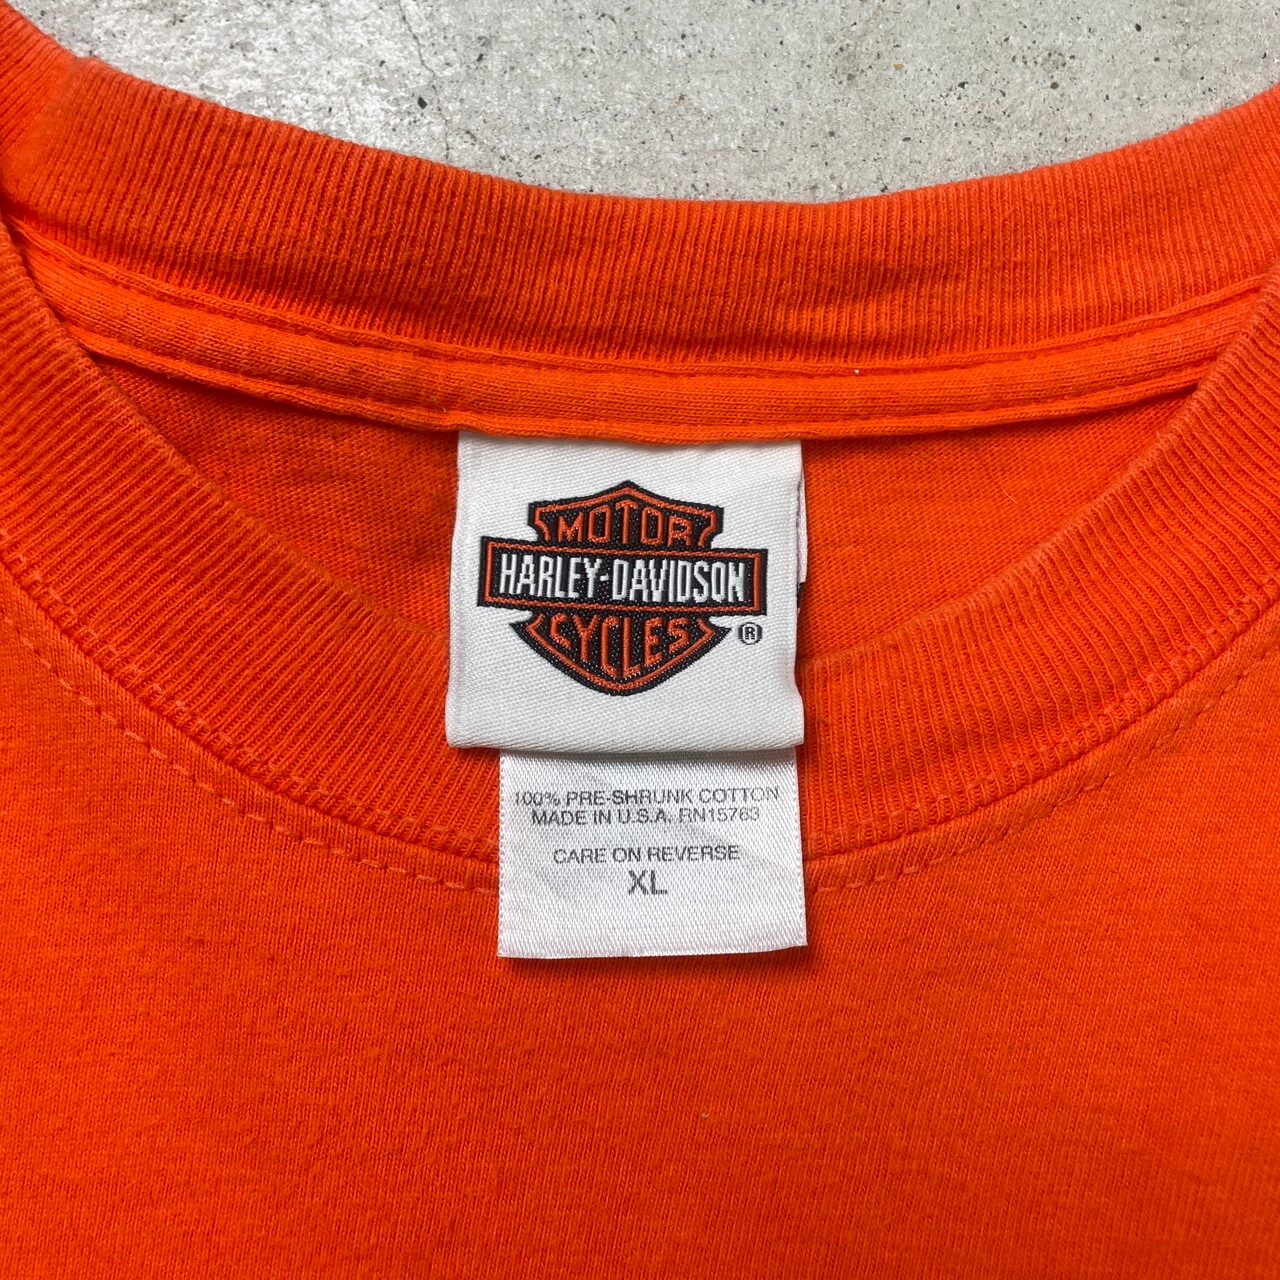 MOTOR
HARLEY-DAVIDSON
CYCLES ®
100% PRE-SHRUNK COTTON
MADE IN U.S.A. RN15763
CARE ON REVERSE
XL